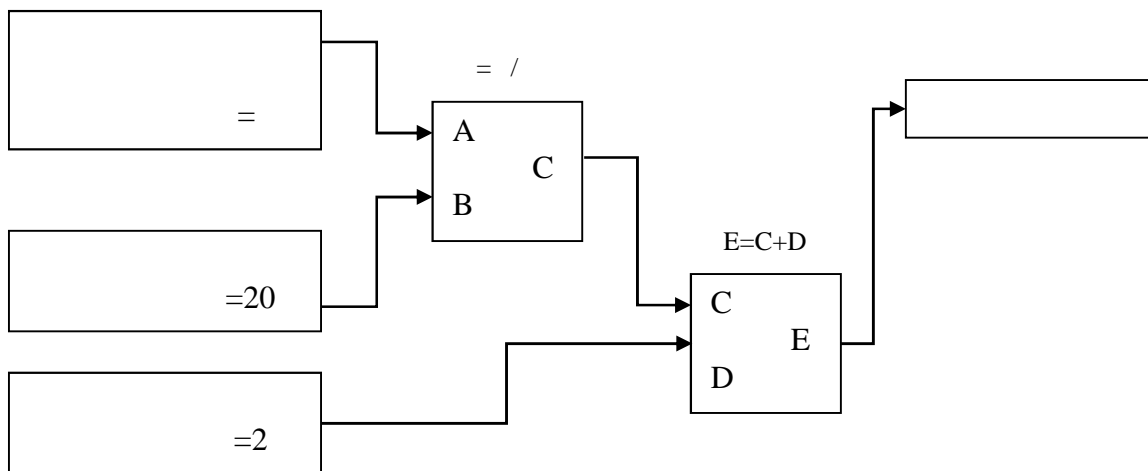 =
= /
A
C
B
=20
E=C+D
C
E
D
=2